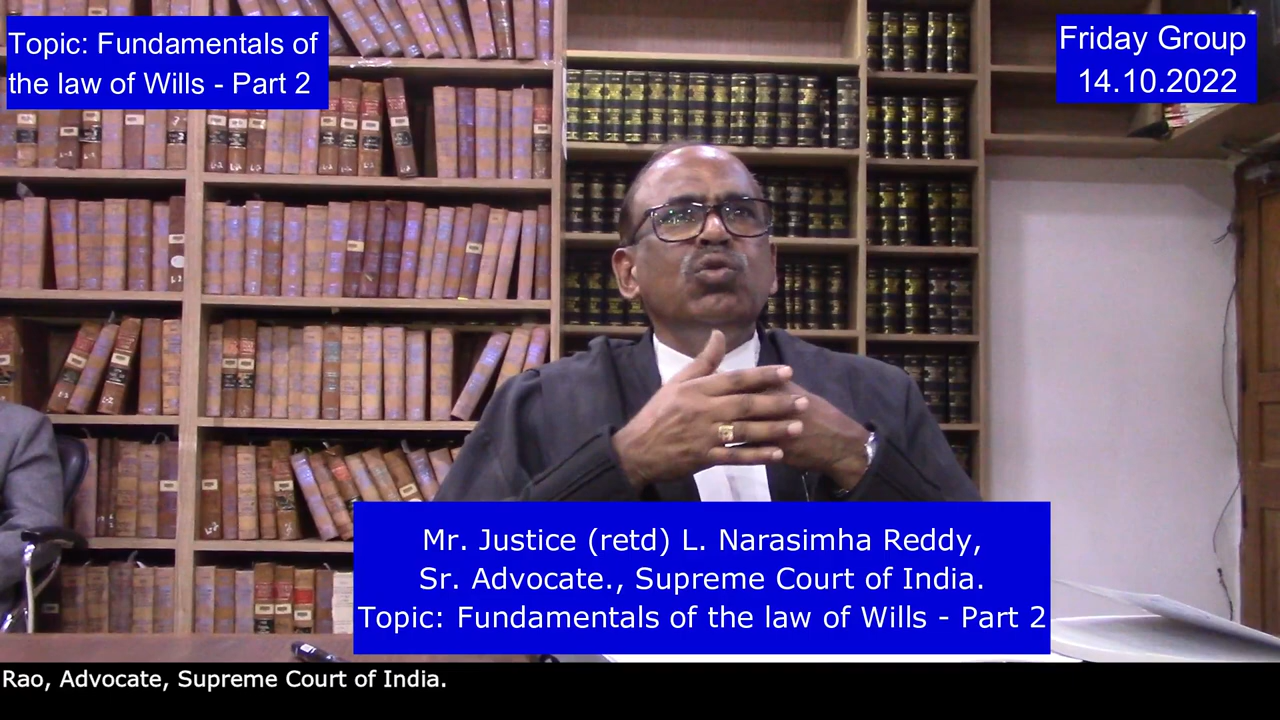 Topic: Fundamentals of
the law of Wills - Part 2
Friday Group
14.10.2022
Mr. Justice (retd) L. Narasimha Reddy,
Sr. Advocate., Supreme Court of India.
Topic: Fundamentals of the law of Wills - Part 2
Rao, Advocate, Supreme Court of India.